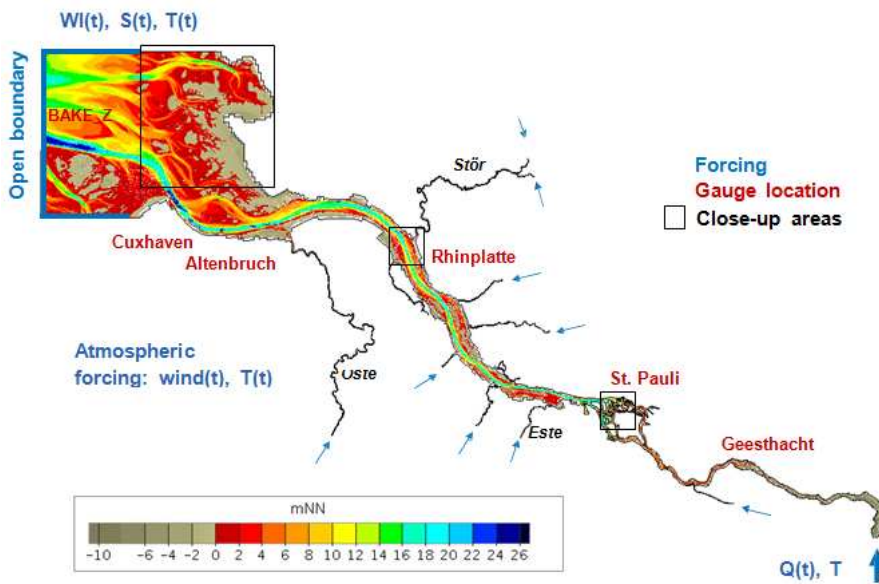 WI(t), S(t), T(t)
Open boundary
BAKE_Z
Stör
Forcing
Gauge location
Close-up areas
Cuxhaven
Altenbruch
Rhinplatte
Atmospheric
forcing: wind(t), T(t)
Oste
St. Pauli
Este
Geesthacht
mNN
-10 -6 -4 -2 0 2 4 6 8 10 12 14 16 18 20 22 24 26
Q(t), T